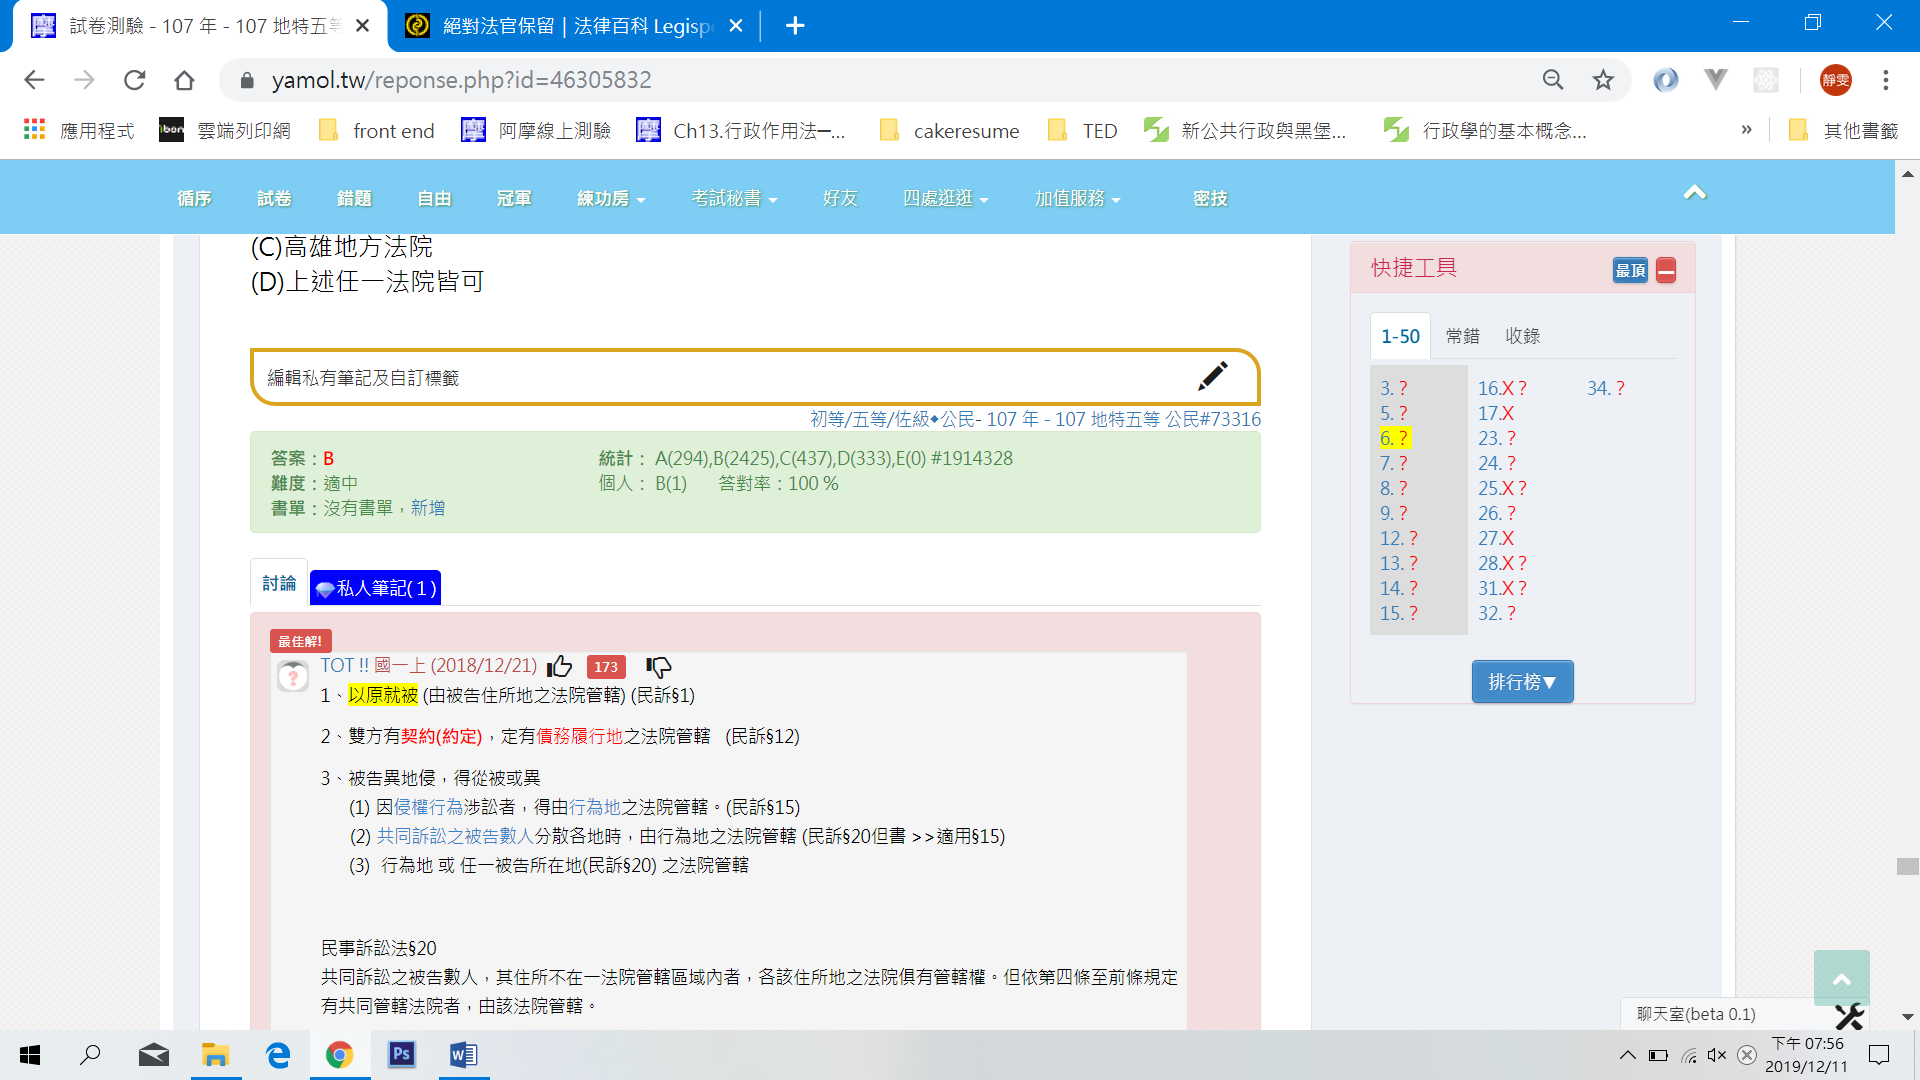 試卷測驗 - 107 年 - 107 地特五等
絕對法官保留 | 法律百科 Legisp
yamol.tw/reponse.php?id=46305832
靜雯
應用程式
ibon
雲端列印網
front end
阿摩線上測驗
Ch13.行政作用法─...
cakeresume
TED
新公共行政與黑堡...
行政學的基本概念...
»
其他書籤
循序
試卷
錯題
自由
冠軍
練功房
考試秘書
好友
四處逛逛
加值服務
密技
(C)高雄地方法院
(D)上述任一法院皆可
編輯私有筆記及自訂標籤
初等/五等/佐級◆公民- 107 年 - 107 地特五等 公民#73316
答案：B
難度：適中
書單：沒有書單，新增
統計： A(294),B(2425),C(437),D(333),E(0) #1914328
個人： B(1) 答對率：100 %
討論
私人筆記( 1 )
最佳解!
TOT !! 國一上 (2018/12/21) 173
1、以原就被 (由被告住所地之法院管轄) (民訴§1)
2、雙方有契約(約定)，定有債務履行地之法院管轄 (民訴§12)
3、被告異地侵，得從被或異
(1) 因侵權行為涉訟者，得由行為地之法院管轄。(民訴§15)
(2) 共同訴訟之被告數人分散各地時，由行為地之法院管轄 (民訴§20但書 >>適用§15)
(3) 行為地 或 任一被告所在地(民訴§20) 之法院管轄
民事訴訟法§20
共同訴訟之被告數人，其住所不在一法院管轄區域內者，各該住所地之法院俱有管轄權。但依第四條至前條規定
有共同管轄法院者，由該法院管轄。
快捷工具
最頂
1-50
常錯
收錄
3. ?
5. ?
6. ?
7. ?
8. ?
9. ?
12. ?
13. ?
14. ?
15. ?
16.X ?
17.X
23. ?
24. ?
25.X ?
26. ?
27.X
28.X ?
31.X ?
32. ?
34. ?
排行榜▼
聊天室(beta 0.1)
下午 07:56
2019/12/11